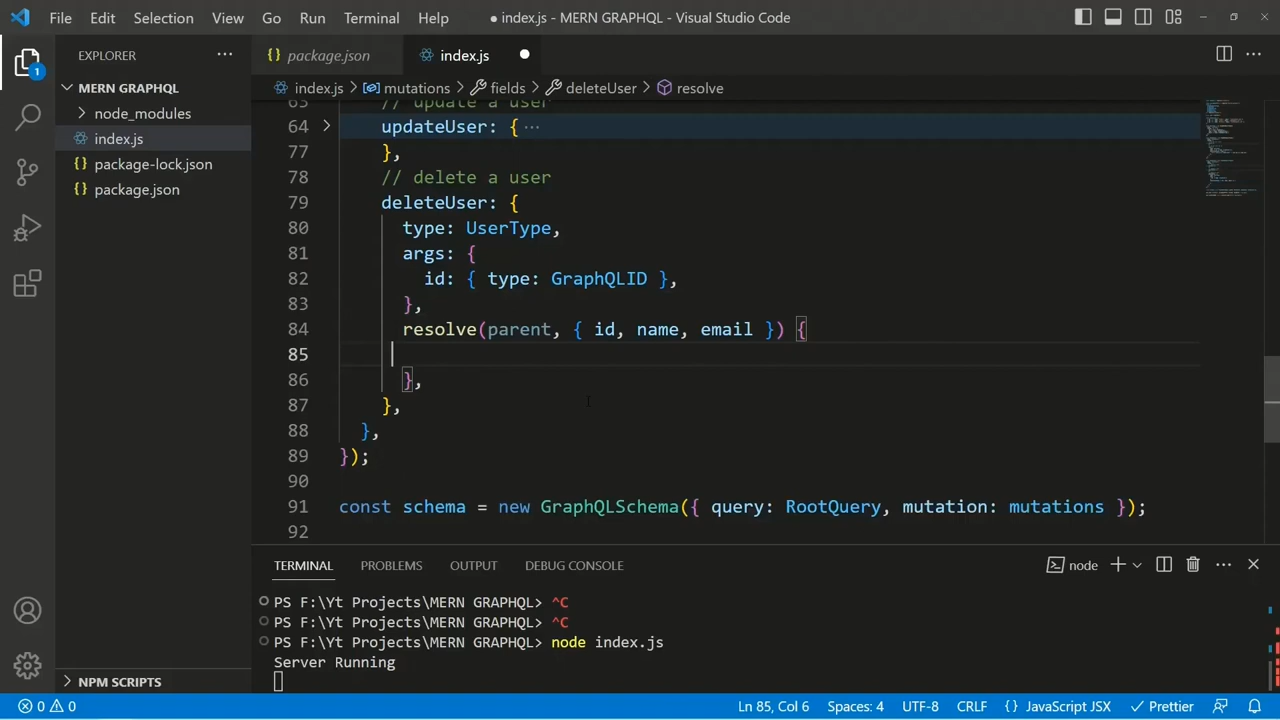 File Edit Selection View Go Run Terminal Help ● index.js - MERN GRAPHQL - Visual Studio Code
EXPLORER ...
MERN GRAPHQL
node_modules
index.js
package-lock.json
package.json
NPM SCRIPTS
1
{} package.json index.js ●
index.js > mutations > fields > deleteUser > resolve
63 // update a user
64 updateUser: { ...
77 },
78 // delete a user
79 deleteUser: {
80 type: UserType,
81 args: {
82 id: { type: GraphQLID },
83 },
84 resolve(parent, { id, name, email }) {
85
86 },
87 },
88 },
89 });
90
91 const schema = new GraphQLSchema({ query: RootQuery, mutation: mutations });
92
TERMINAL PROBLEMS OUTPUT DEBUG CONSOLE node
PS F:\Yt Projects\MERN GRAPHQL> ^C
PS F:\Yt Projects\MERN GRAPHQL> ^C
PS F:\Yt Projects\MERN GRAPHQL> node index.js
Server Running
0 0 Ln 85, Col 6 Spaces: 4 UTF-8 CRLF {} JavaScript JSX Prettier